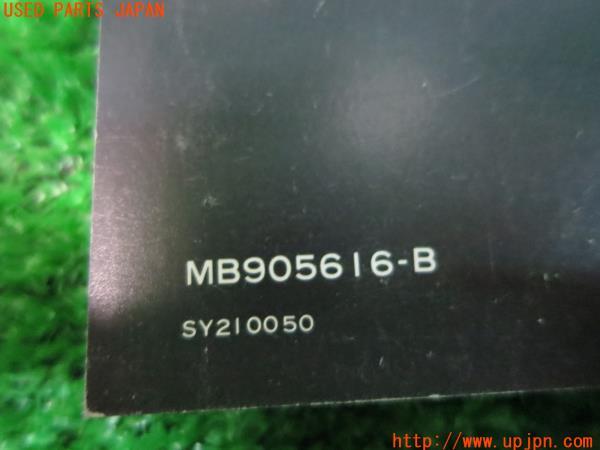 USED PARTS JAPAN
MB905616-B
SY210050
http://www.upjpn.com/